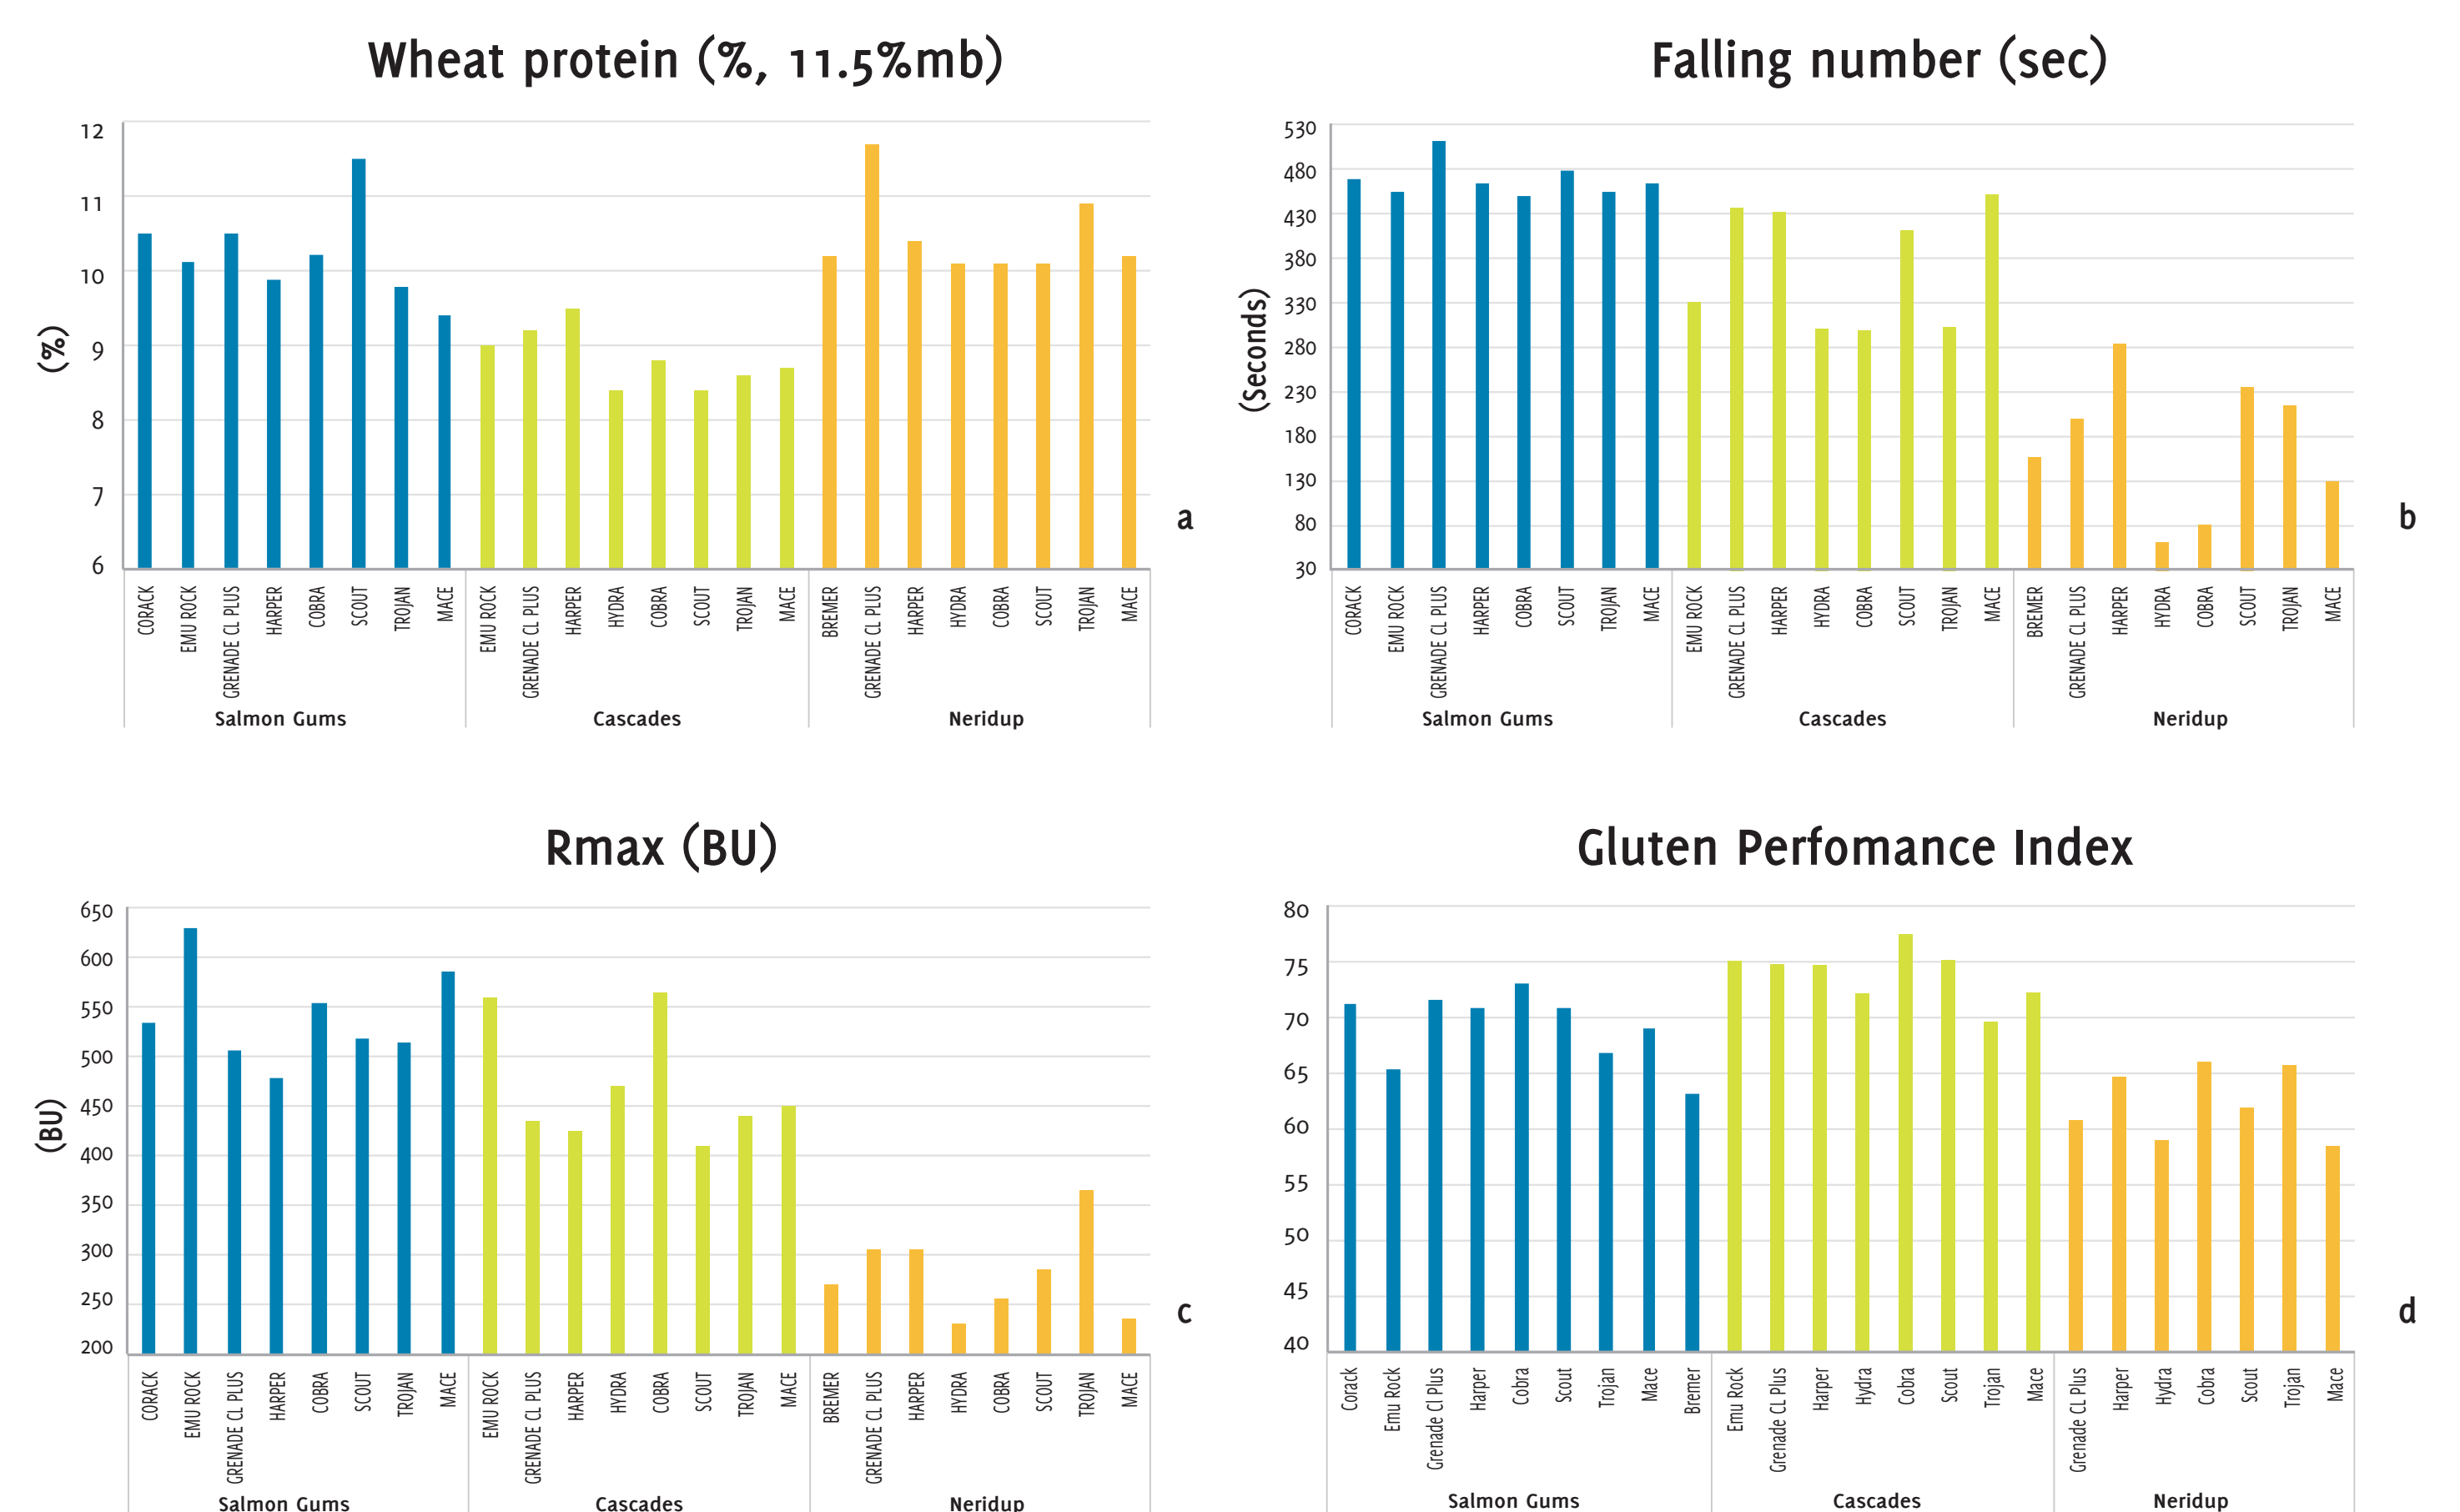 Wheat protein (%, 11.5%mb)
12
11
10
9
8
7
6
(%)
CORACK
EMU ROCK
GRENADE CL PLUS
HARPER
COBRA
SCOUT
TROJAN
MACE
EMU ROCK
GRENADE CL PLUS
HARPER
HYDRA
COBRA
SCOUT
TROJAN
MACE
BREMER
GRENADE CL PLUS
HARPER
HYDRA
COBRA
SCOUT
TROJAN
MACE
Salmon Gums
Cascades
Neridup
a
Falling number (sec)
530
480
430
380
330
280
230
180
130
80
30
(Seconds)
CORACK
EMU ROCK
GRENADE CL PLUS
HARPER
COBRA
SCOUT
TROJAN
MACE
EMU ROCK
GRENADE CL PLUS
HARPER
HYDRA
COBRA
SCOUT
TROJAN
MACE
BREMER
GRENADE CL PLUS
HARPER
HYDRA
COBRA
SCOUT
TROJAN
MACE
Salmon Gums
Cascades
Neridup
b
Rmax (BU)
650
600
550
500
450
400
350
300
250
200
(BU)
CORACK
EMU ROCK
GRENADE CL PLUS
HARPER
COBRA
SCOUT
TROJAN
MACE
EMU ROCK
GRENADE CL PLUS
HARPER
HYDRA
COBRA
SCOUT
TROJAN
MACE
BREMER
GRENADE CL PLUS
HARPER
HYDRA
COBRA
SCOUT
TROJAN
MACE
Salmon Gums
Cascades
Neridup
c
Gluten Perfomance Index
80
75
70
65
60
55
50
45
40
Corack
Emu Rock
Grenade Cl Plus
Harper
Cobra
Scout
Trojan
Mace
Bremer
Emu Rock
Grenade CL Plus
Harper
Hydra
Cobra
Scout
Trojan
Mace
Grenade CL Plus
Harper
Hydra
Cobra
Scout
Trojan
Mace
Salmon Gums
Cascades
Neridup
d